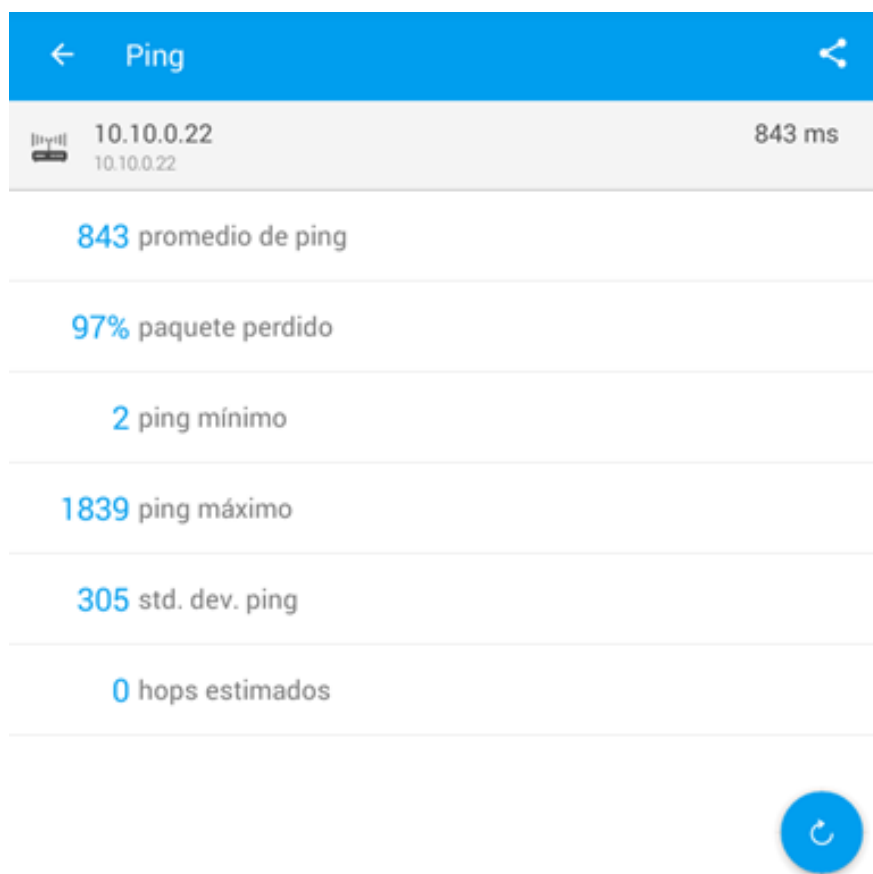 Ping
10.10.0.22 843 ms
10.10.0.22
843 promedio de ping
97% paquete perdido
2 ping mínimo
1839 ping máximo
305 std. dev. ping
0 hops estimados